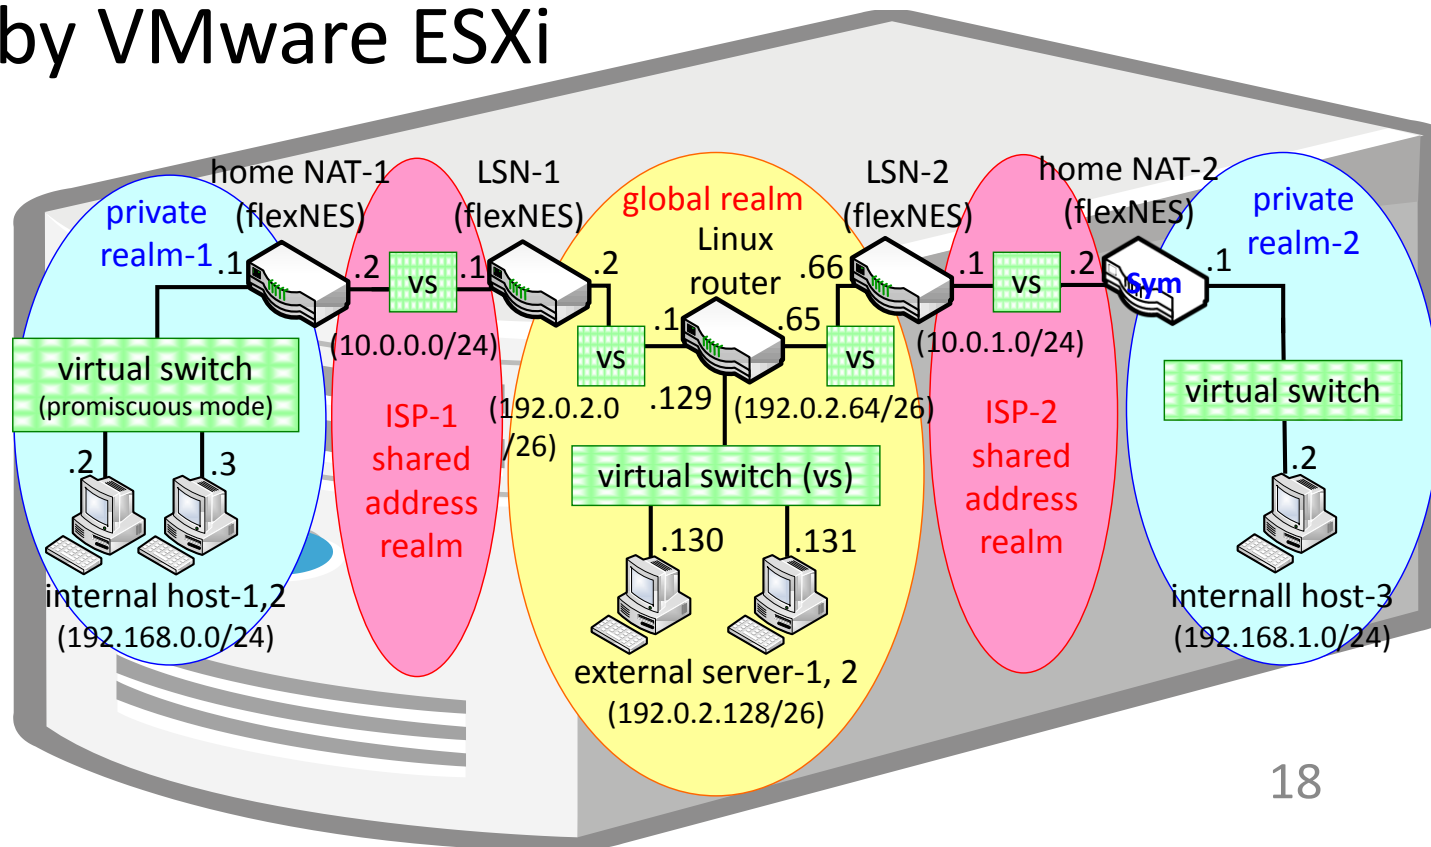 by VMware ESXi
home NAT-1
(flexNES)
LSN-1
(flexNES)
LSN-2
(flexNES)
home NAT-2
(flexNES)
private
realm-1
global realm
Linux
router
private
realm-2
.1
.2
vs
.1
.2
.1
.65
.66
.1
vs
.2
Sym
.1
(10.0.0.0/24)
vs
vs
(10.0.1.0/24)
virtual switch
(promiscuous mode)
virtual switch
ISP-1
shared
address
realm
(192.0.2.0
/26)
.129
(192.0.2.64/26)
ISP-2
shared
address
realm
virtual switch (vs)
.2
.3
.130
.131
.2
internal host-1,2
(192.168.0.0/24)
external server-1, 2
(192.0.2.128/26)
internall host-3
(192.168.1.0/24)
18